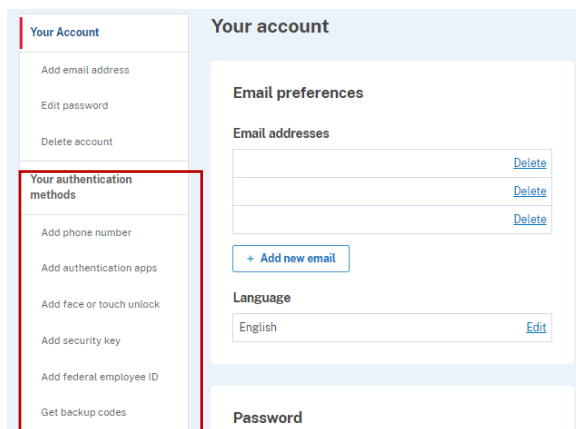 Your Account
Add email address
Edit password
Delete account
Your authentication
methods
Add phone number
Add authentication apps
Add face or touch unlock
Add security key
Add federal employee ID
Get backup codes
Your account
Email preferences
Email addresses
Delete
Delete
Delete
+ Add new email
Language
English Edit
Password